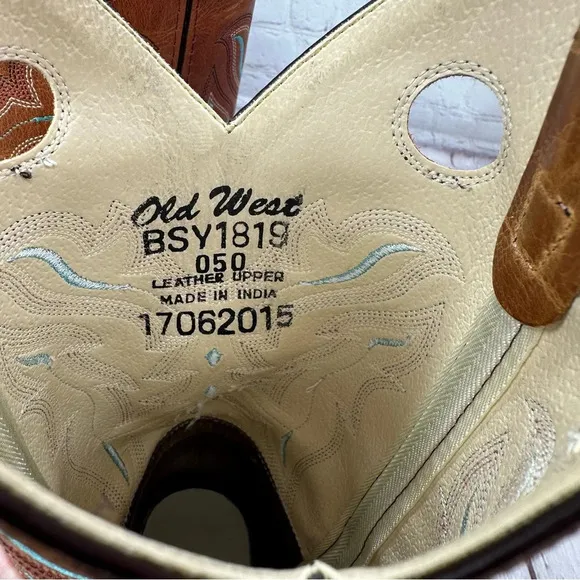 Old West
BSY1819
050
LEATHER UPPER
MADE IN INDIA
17062015